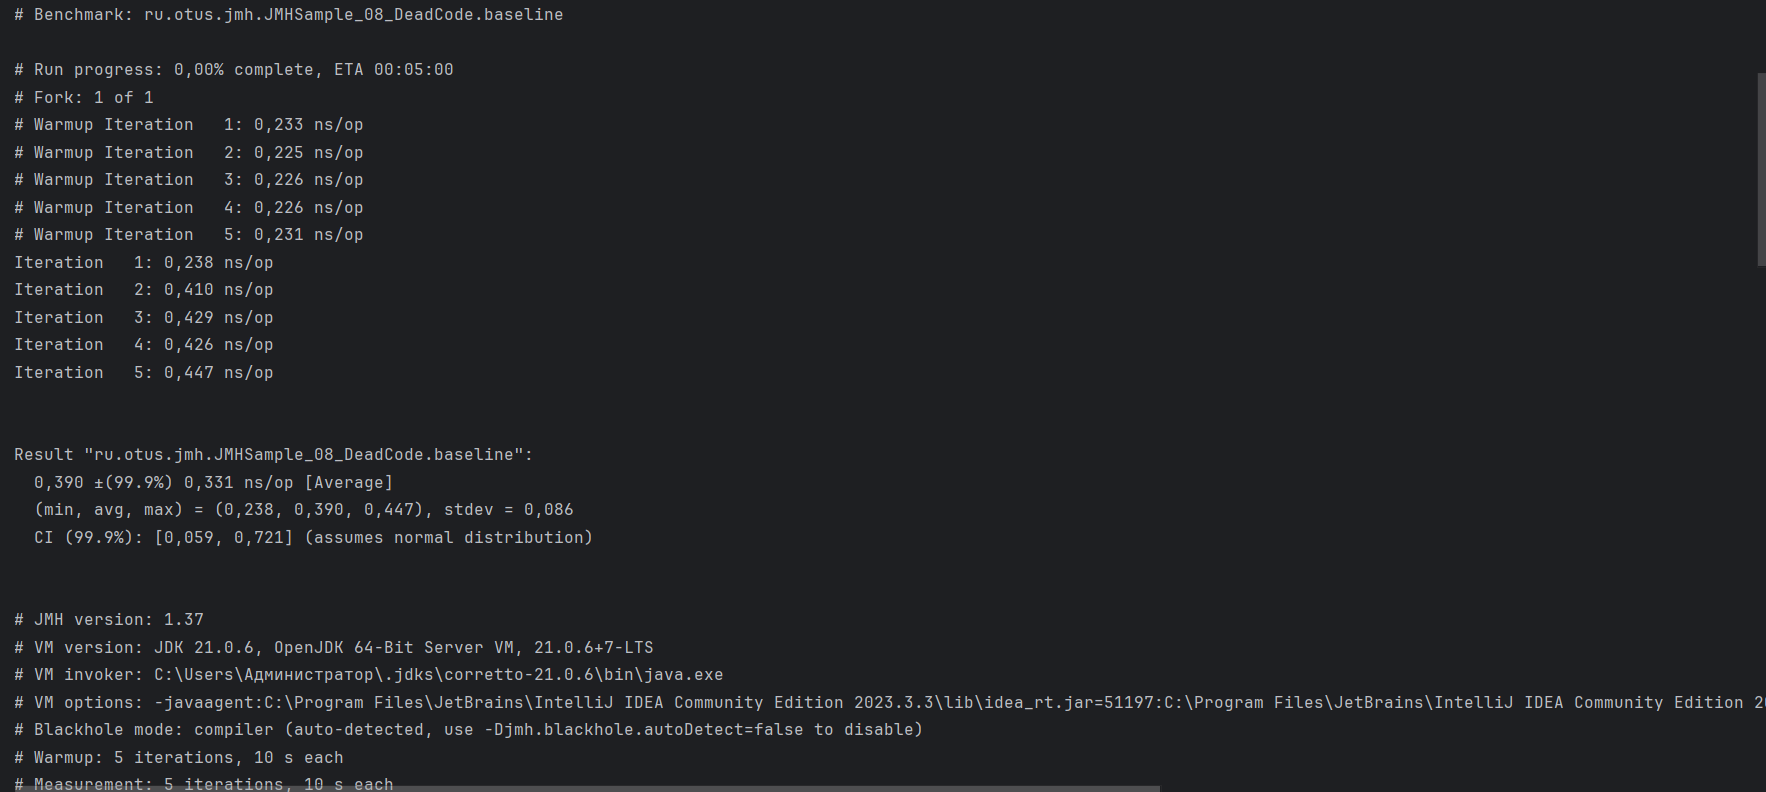 # Benchmark: ru.otus.jmh.JMHSample_08_DeadCode.baseline
# Run progress: 0,00% complete, ETA 00:05:00
# Fork: 1 of 1
# Warmup Iteration   1: 0,233 ns/op
# Warmup Iteration   2: 0,225 ns/op
# Warmup Iteration   3: 0,226 ns/op
# Warmup Iteration   4: 0,226 ns/op
# Warmup Iteration   5: 0,231 ns/op
Iteration   1: 0,238 ns/op
Iteration   2: 0,410 ns/op
Iteration   3: 0,429 ns/op
Iteration   4: 0,426 ns/op
Iteration   5: 0,447 ns/op
Result "ru.otus.jmh.JMHSample_08_DeadCode.baseline":
  0,390 ±(99.9%) 0,331 ns/op [Average]
  (min, avg, max) = (0,238, 0,390, 0,447), stdev = 0,086
  CI (99.9%): [0,059, 0,721] (assumes normal distribution)
# JMH version: 1.37
# VM version: JDK 21.0.6, OpenJDK 64-Bit Server VM, 21.0.6+7-LTS
# VM invoker: C:\Users\Администратор\.jdks\corretto-21.0.6\bin\java.exe
# VM options: -javaagent:C:\Program Files\JetBrains\IntelliJ IDEA Community Edition 2023.3.3\lib\idea_rt.jar=51197:C:\Program Files\JetBrains\IntelliJ IDEA Community Edition 2
# Blackhole mode: compiler (auto-detected, use -Djmh.blackhole.autoDetect=false to disable)
# Warmup: 5 iterations, 10 s each
# Measurement: 5 iterations, 10 s each